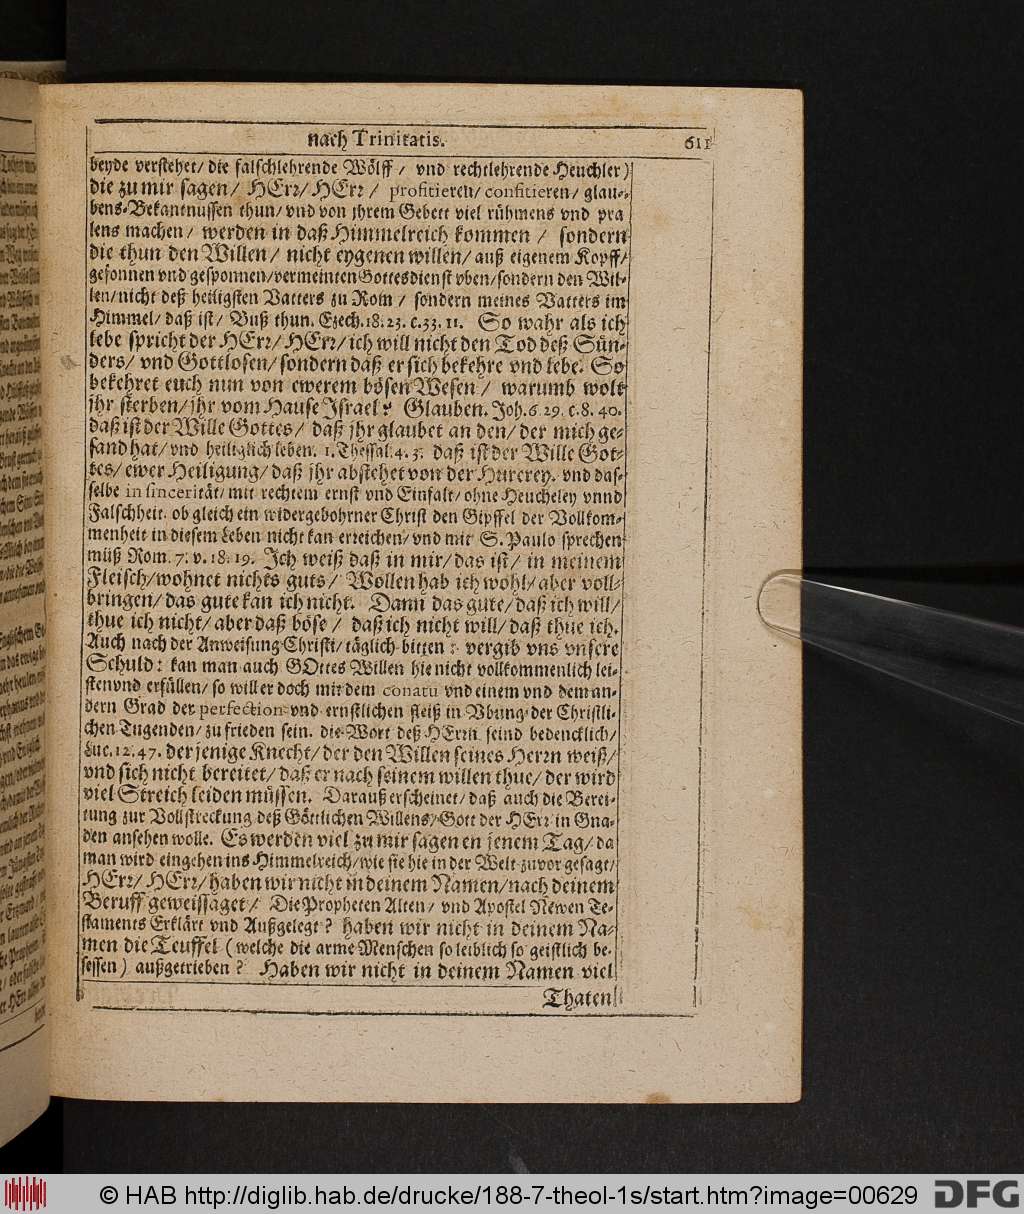 nach Trinitatis. 611
beyde verstehet/ die falschlehrende Wölff / vnd rechtlehrende Heuchler)
die zu mir sagen/ HErr/ HErr / profitieren/ confitieren/ glau-
bens-Bekantnussen thun/ vnd von jhrem Gebett viel rühmens vnd pra
lens machen/ werden in daß Himmelreich kommen / sondern
die thun den Willen/ nicht eygenen willen/ auß eigenem Kopff/
gesonnen vnd gesponnen/ vermeinten Gottesdienst vben/ sondern den Wil-
len/ nicht deß heiligsten Vatters zu Rom / sondern meines Vatters im
Himmel/ daß ist/ Buß thun. Ezech. 18. 23. c. 33. 11. So wahr als ich
lebe spricht der HErr/ HErr/ ich will nicht den Tod deß Sün-
ders/ vnd Gottlosen/ sondern daß er sich bekehre vnd lebe. So
bekehret euch nun von ewerem bösen Wesen / warumb wolt
jhr sterben/ jhr vom Hause Israel? Glauben. Joh. 6 29. c. 8. 40.
daß ist der Wille Gottes / daß jhr glaubet an den/ der mich ge-
sand hat/ vnd heiliglich leben. 1. Thessal. 4. 3. daß ist der Wille Got-
tes/ ewer Heiligung/ daß jhr abstehet von der Hurerey. vnd das-
selbe in sincerität/ mit rechtem ernst vnd Einfalt/ ohne Heucheley vnnd
Falschheit. ob gleich ein widergebohrner Christ den Gipffel der Vollkom-
menheit in diesem Leben nicht kan erreichen/ vnd mit S. Paulo sprechen
müß Rom. 7. v. 18. 19. Ich weiß daß in mir/ das ist / in meinem
Fleisch/ wohnet nichts guts / Wollen hab ich wohl/ aber voll-
bringen/ das gute kan ich nicht. Dann das gute/ daß ich will/
thue ich nicht/ aber daß böse / daß ich nicht will/ daß thue ich.
Auch nach der Anweisung Christi/ täglich bitten: vergib vns vnsere
Schuld: kan man auch GOttes Willen hie nicht vollkommenlich lei-
sten vnd erfüllen/ so will er doch mit dem conatu vnd einem vnd dem an-
dern Grad der perfection vnd ernstlichen fleiß in Vbung der Christli-
chen Tugenden/ zu frieden sein. die Wort deß HErrn seind bedencklich/
Luc. 12. 47. der jenige Knecht/ der den Willen seines Herrn weiß/
vnd sich nicht bereitet/ daß er nach seinem willen thue/ der wird
viel Streich leiden müssen. Darauß erscheinet/ daß auch die Berei-
tung zur Vollstreckung deß Göttlichen Willens/ Gott der HErr in Gna-
den ansehen wolle. Es werden viel zu mir sagen en jenem Tag/ da
man wird eingehen ins Himmelreich/ wie sie hie in der Welt zuvor gesagt/
HErr/ HErr/ haben wir nicht in deinem Namen/ nach deinem
Beruff geweissaget / Die Propheten Alten / vnd Apostel Newen Te-
staments Erklärt vnd Außgelegt? haben wir nicht in deinem Na-
men die Teuffel (welche die arme Menschen so leiblich so geistlich be-
sessen) außgetrieben? Haben wir nicht in deinem Namen viel
Thaten
© HAB http://diglib.hab.de/drucke/188-7-theol-1s/start.htm?image=00629 DFG